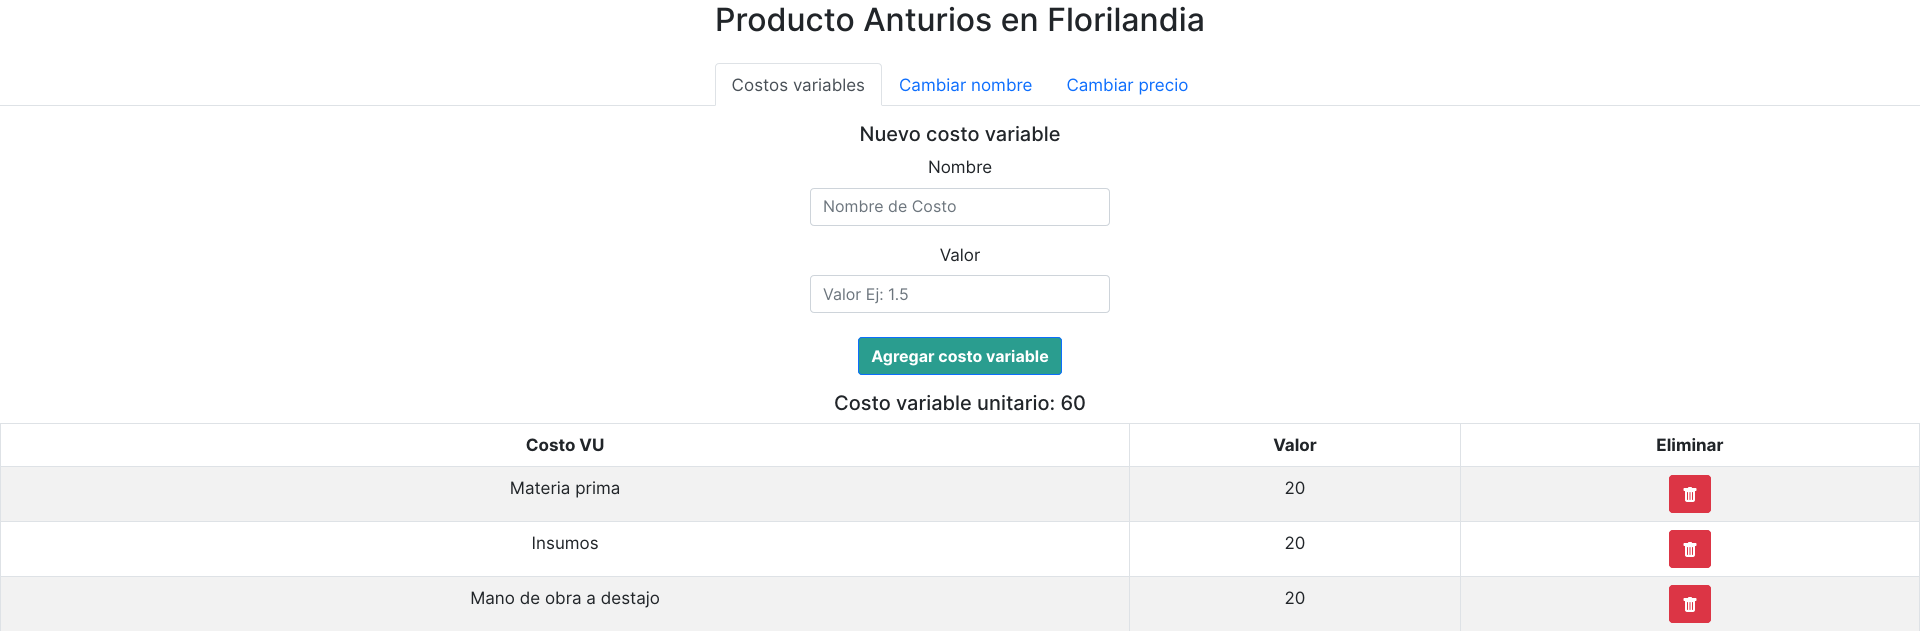 Producto Anturios en Florilandia
Costos variables Cambiar nombre Cambiar precio
Nuevo costo variable
Nombre
Nombre de Costo
Valor
Valor Ej: 1.5
Agregar costo variable
Costo variable unitario: 60
Costo VU Valor Eliminar
Materia prima 20
Insumos 20
Mano de obra a destajo 20